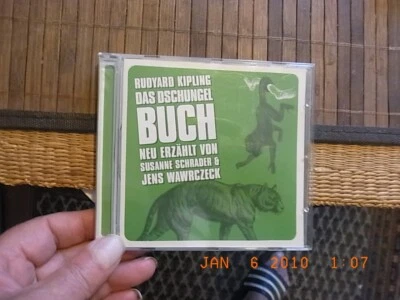 RUDYARD KIPLING
DAS DSCHUNGEL
BUCH
NEU ERZÄHLT VON
SUSANNE SCHRADER &
JENS WAWRCZECK
JAN 6 2010 1:07